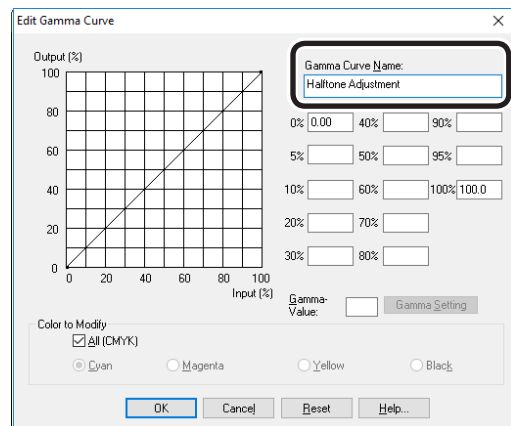 Edit Gamma Curve
Output (%)
100
80
60
40
20
0
0 20 40 60 80 100
Input (%)
Gamma Curve Name:
Halftone Adjustment
0% 0.00 40% 90%
5% 50% 95%
10% 60% 100% 100.0
20% 70%
30% 80%
Gamma-
Value:
Gamma Setting
Color to Modify
All (CMYK)
Cyan Magenta Yellow Black
OK Cancel Reset Help...